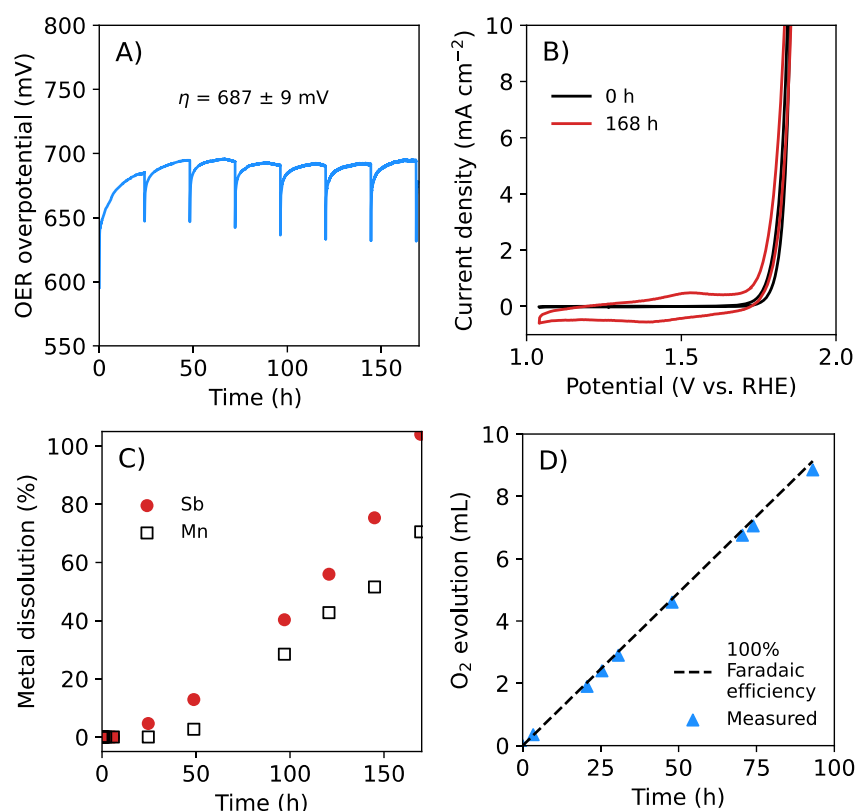 A)
η = 687 ± 9 mV
OER overpotential (mV)
800
750
700
650
600
550
0
50
100
150
Time (h)
B)
0 h
168 h
Current density (mA cm⁻²)
10
8
6
4
2
0
1.0
1.5
2.0
Potential (V vs. RHE)
C)
Sb
Mn
Metal dissolution (%)
100
80
60
40
20
0
0
50
100
150
Time (h)
D)
100%
Faradaic
efficiency
Measured
O₂ evolution (mL)
10
8
6
4
2
0
0
25
50
75
100
Time (h)